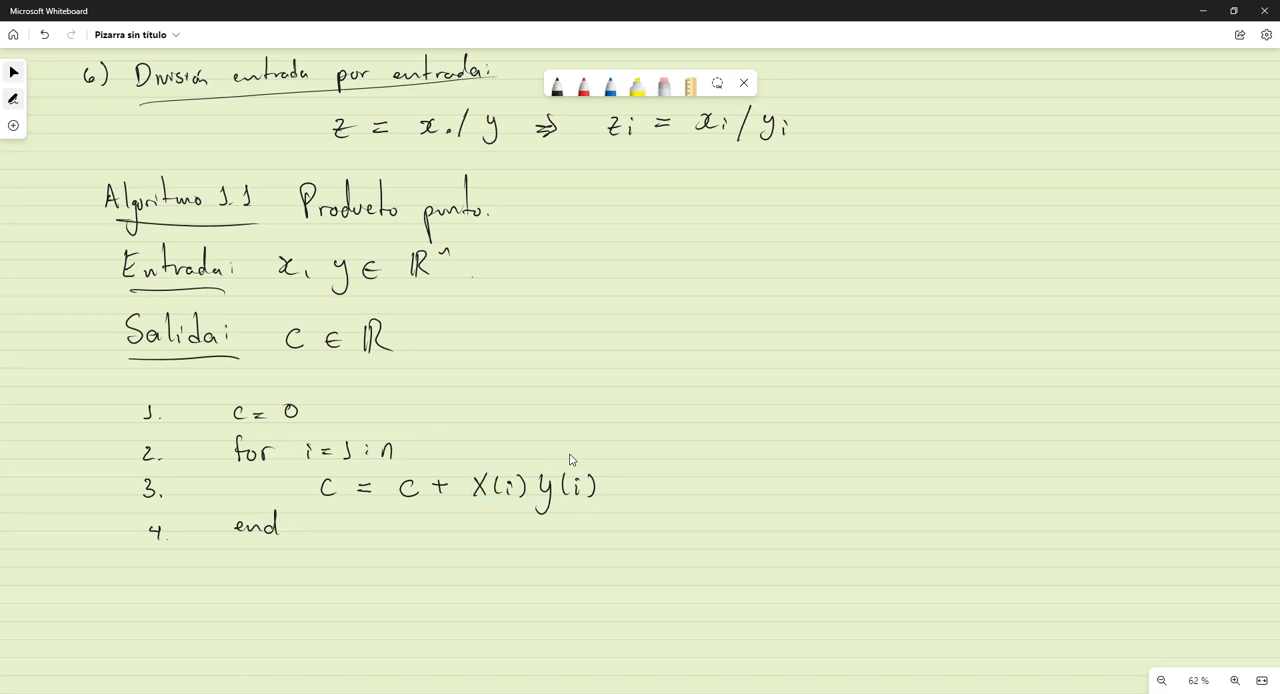 Microsoft Whiteboard
Pizarra sin título
6) División entrada por entrada:
z = x ./ y ⇒ zi = xi / yi
Algoritmo 1.1 Producto punto.
Entrada: x, y ∈ ℝⁿ.
Salida: c ∈ ℝ
1. c = 0
2. for i = 1 : n
3. c = c + x(i) y(i)
4. end
62 %